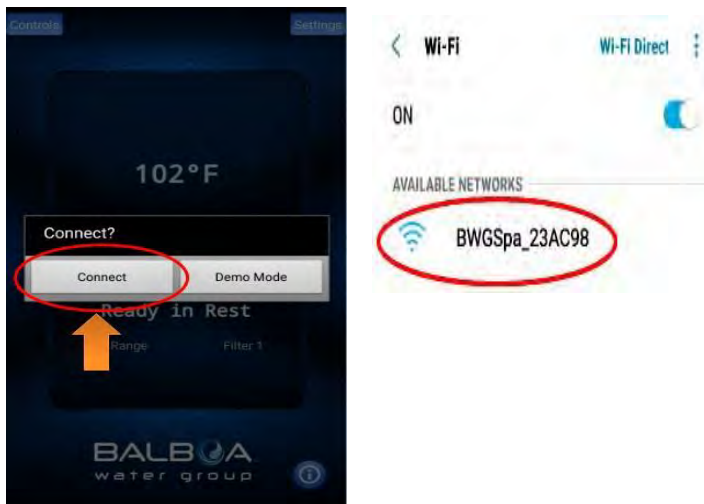 Controls
Settings
102°F
Connect?
Connect
Demo Mode
Ready in Rest
Range
Filter 1
BALBOA
water group
Wi-Fi
Wi-Fi Direct
ON
AVAILABLE NETWORKS
BWGSpa_23AC98